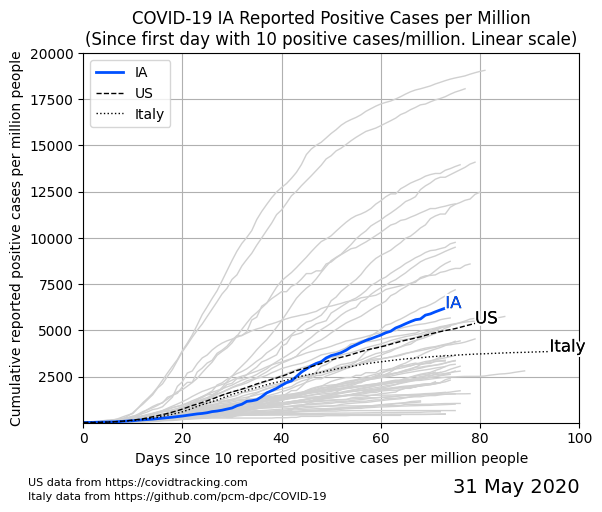 COVID-19 IA Reported Positive Cases per Million
(Since first day with 10 positive cases/million. Linear scale)
Cumulative reported positive cases per million people
20000
17500
15000
12500
10000
7500
5000
2500
IA
US
Italy
IA
US
Italy
0
20
40
60
80
100
Days since 10 reported positive cases per million people
US data from https://covidtracking.com
Italy data from https://github.com/pcm-dpc/COVID-19
31 May 2020